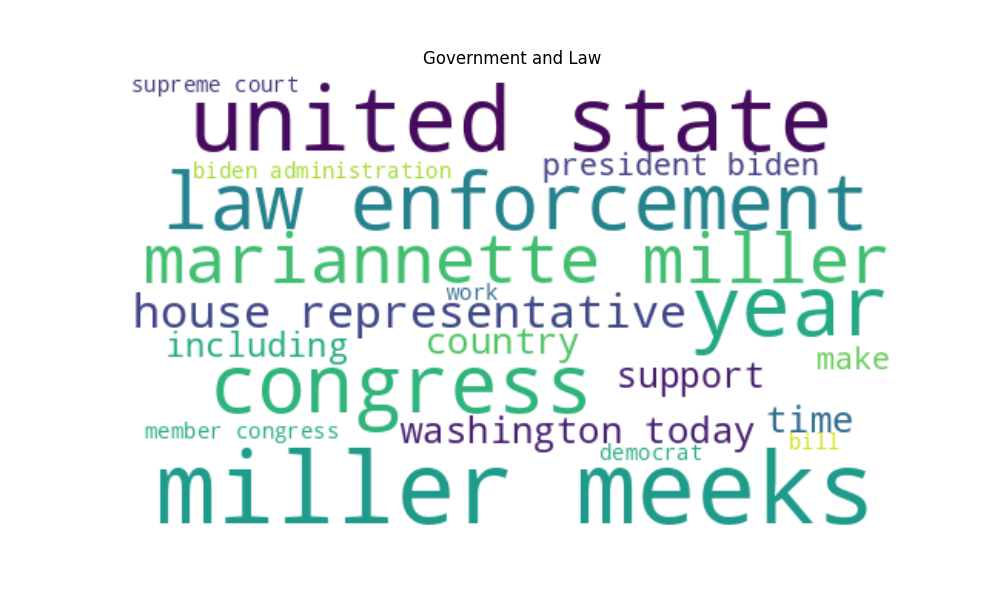 Government and Law
supreme court
united state
biden administration
president biden
law enforcement
mariannette miller
work
house representative
year
including
country
make
congress
support
member congress
washington today
time
bill
democrat
miller meeks